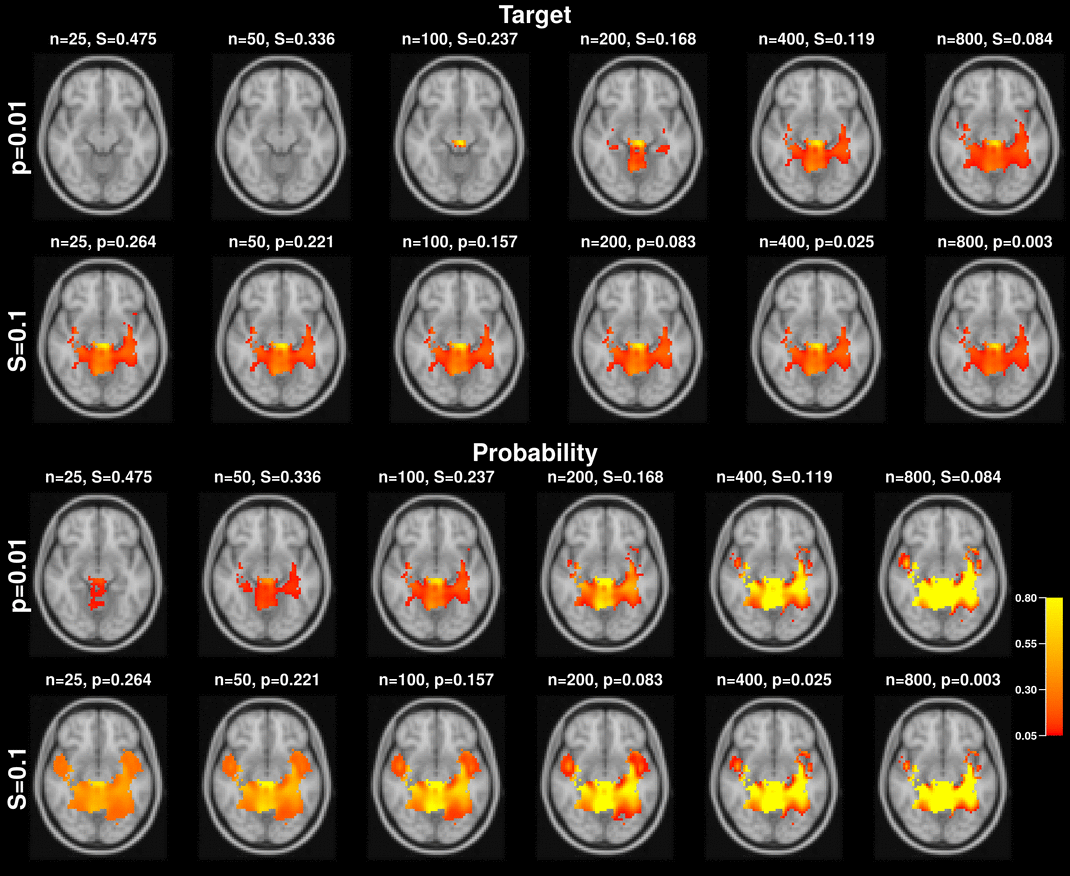 Target
n=25, S=0.475 n=50, S=0.336 n=100, S=0.237 n=200, S=0.168 n=400, S=0.119 n=800, S=0.084
p=0.01
n=25, p=0.264 n=50, p=0.221 n=100, p=0.157 n=200, p=0.083 n=400, p=0.025 n=800, p=0.003
S=0.1
Probability
n=25, S=0.475 n=50, S=0.336 n=100, S=0.237 n=200, S=0.168 n=400, S=0.119 n=800, S=0.084
p=0.01
0.80
0.55
0.30
0.05
n=25, p=0.264 n=50, p=0.221 n=100, p=0.157 n=200, p=0.083 n=400, p=0.025 n=800, p=0.003
S=0.1